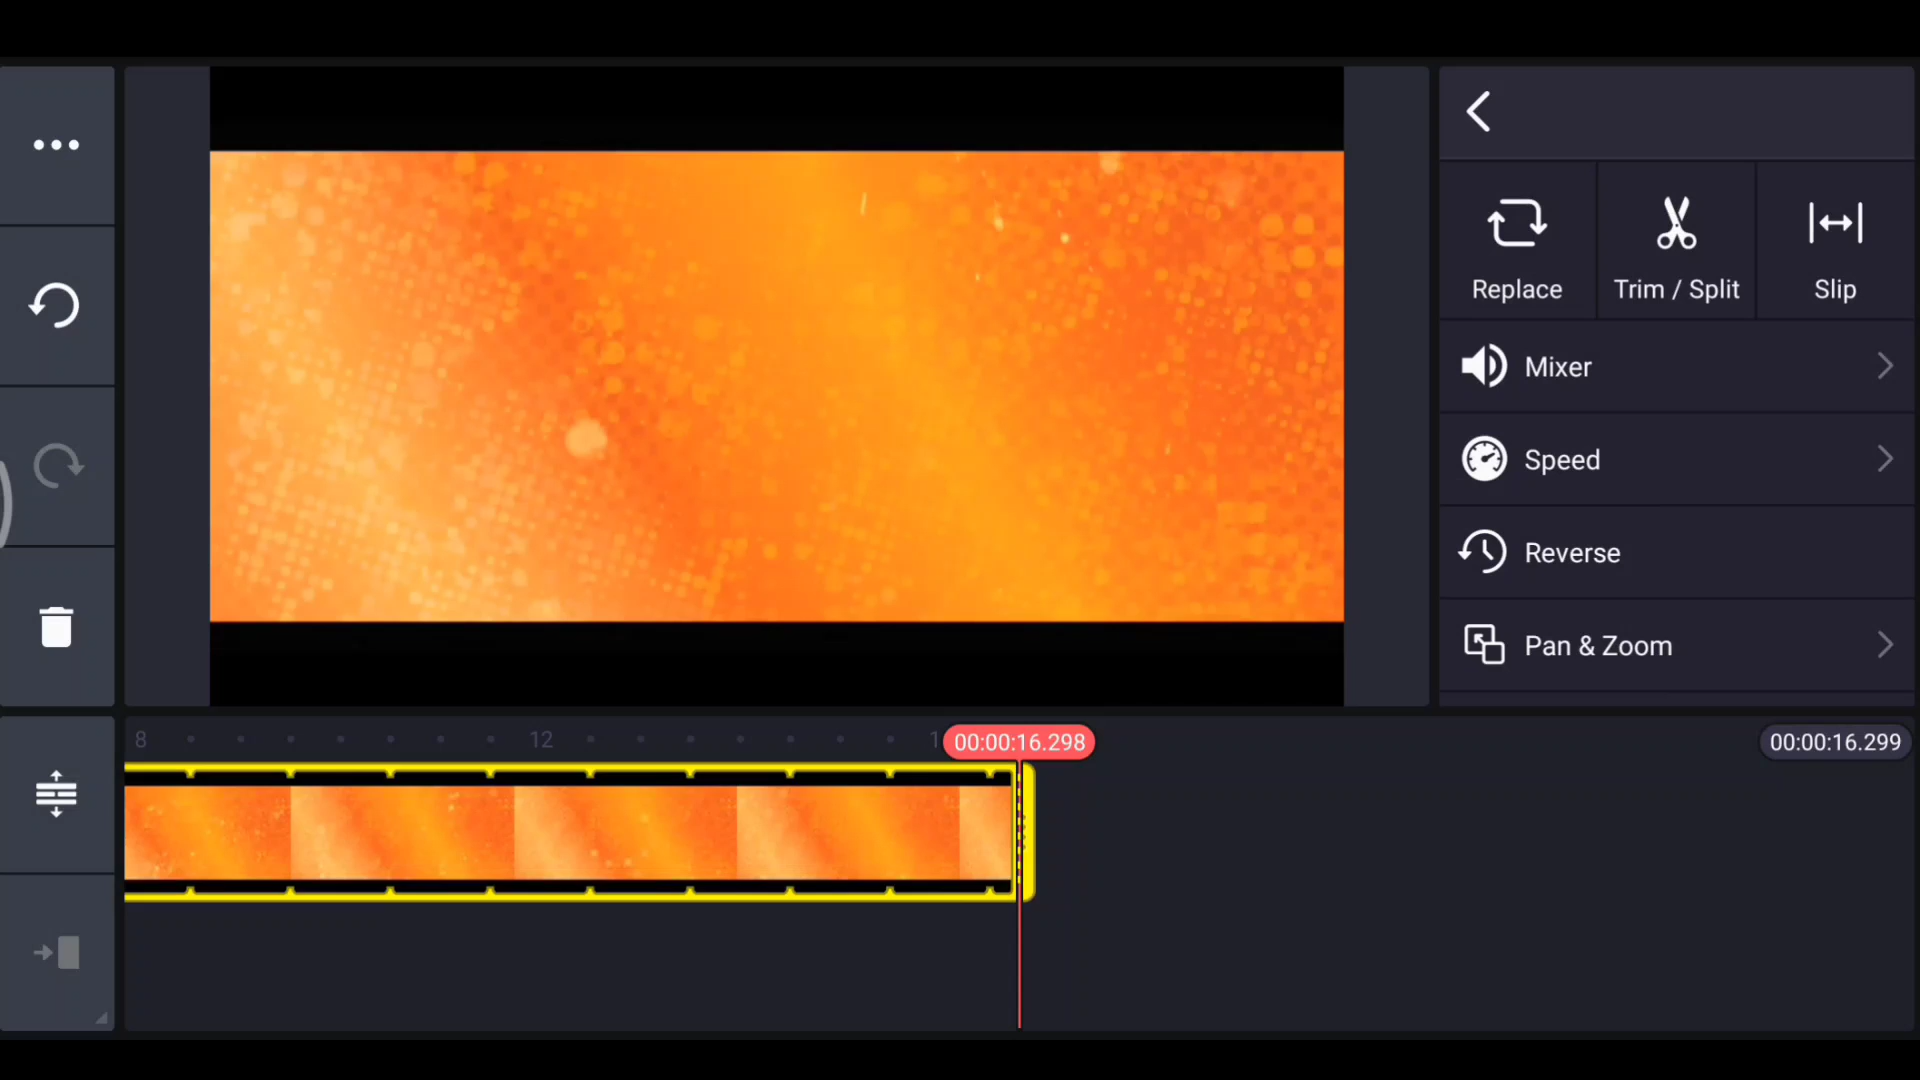 Replace
Trim / Split
Slip
Mixer
Speed
Reverse
Pan & Zoom
8
12
1
00:00:16.298
00:00:16.299